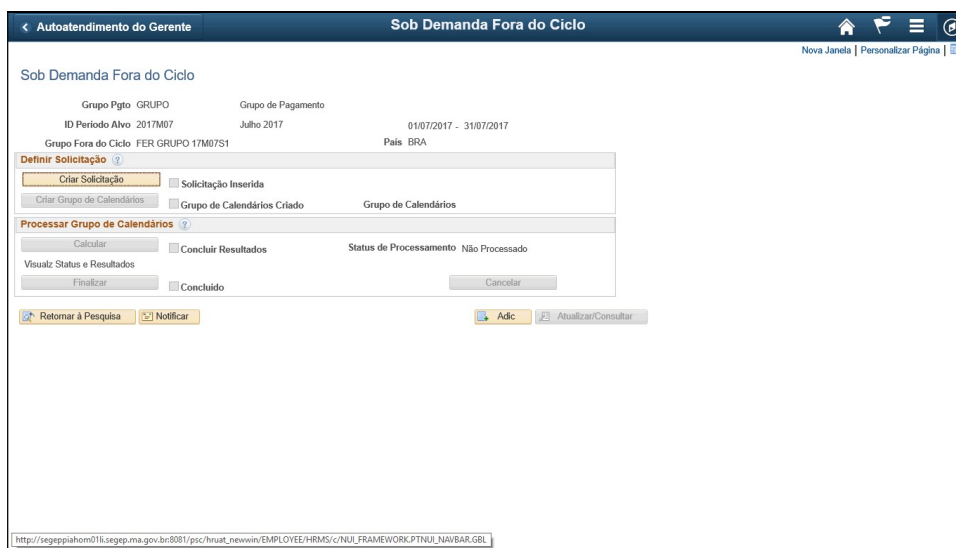 Autoatendimento do Gerente Sob Demanda Fora do Ciclo
Nova Janela | Personalizar Página |
Sob Demanda Fora do Ciclo
Grupo Pgto GRUPO Grupo de Pagamento
ID Periodo Alvo 2017M07 Julho 2017 01/07/2017 - 31/07/2017
Grupo Fora do Ciclo FER GRUPO 17M07S1 País BRA
Definir Solicitação ?
Criar Solicitação Solicitação Inserida
Criar Grupo de Calendários Grupo de Calendários Criado Grupo de Calendários
Processar Grupo de Calendários ?
Calcular Concluir Resultados Status de Processamento Não Processado
Visualz Status e Resultados
Finalizar Concluído Cancelar
Retornar à Pesquisa Notificar Adic Atualizar/Consultar
http://segeppiahom01li.segep.ma.gov.br:8081/psc/hruat_newwin/EMPLOYEE/HRMS/c/NUI_FRAMEWORK.PTNUI_NAVBAR.GBL